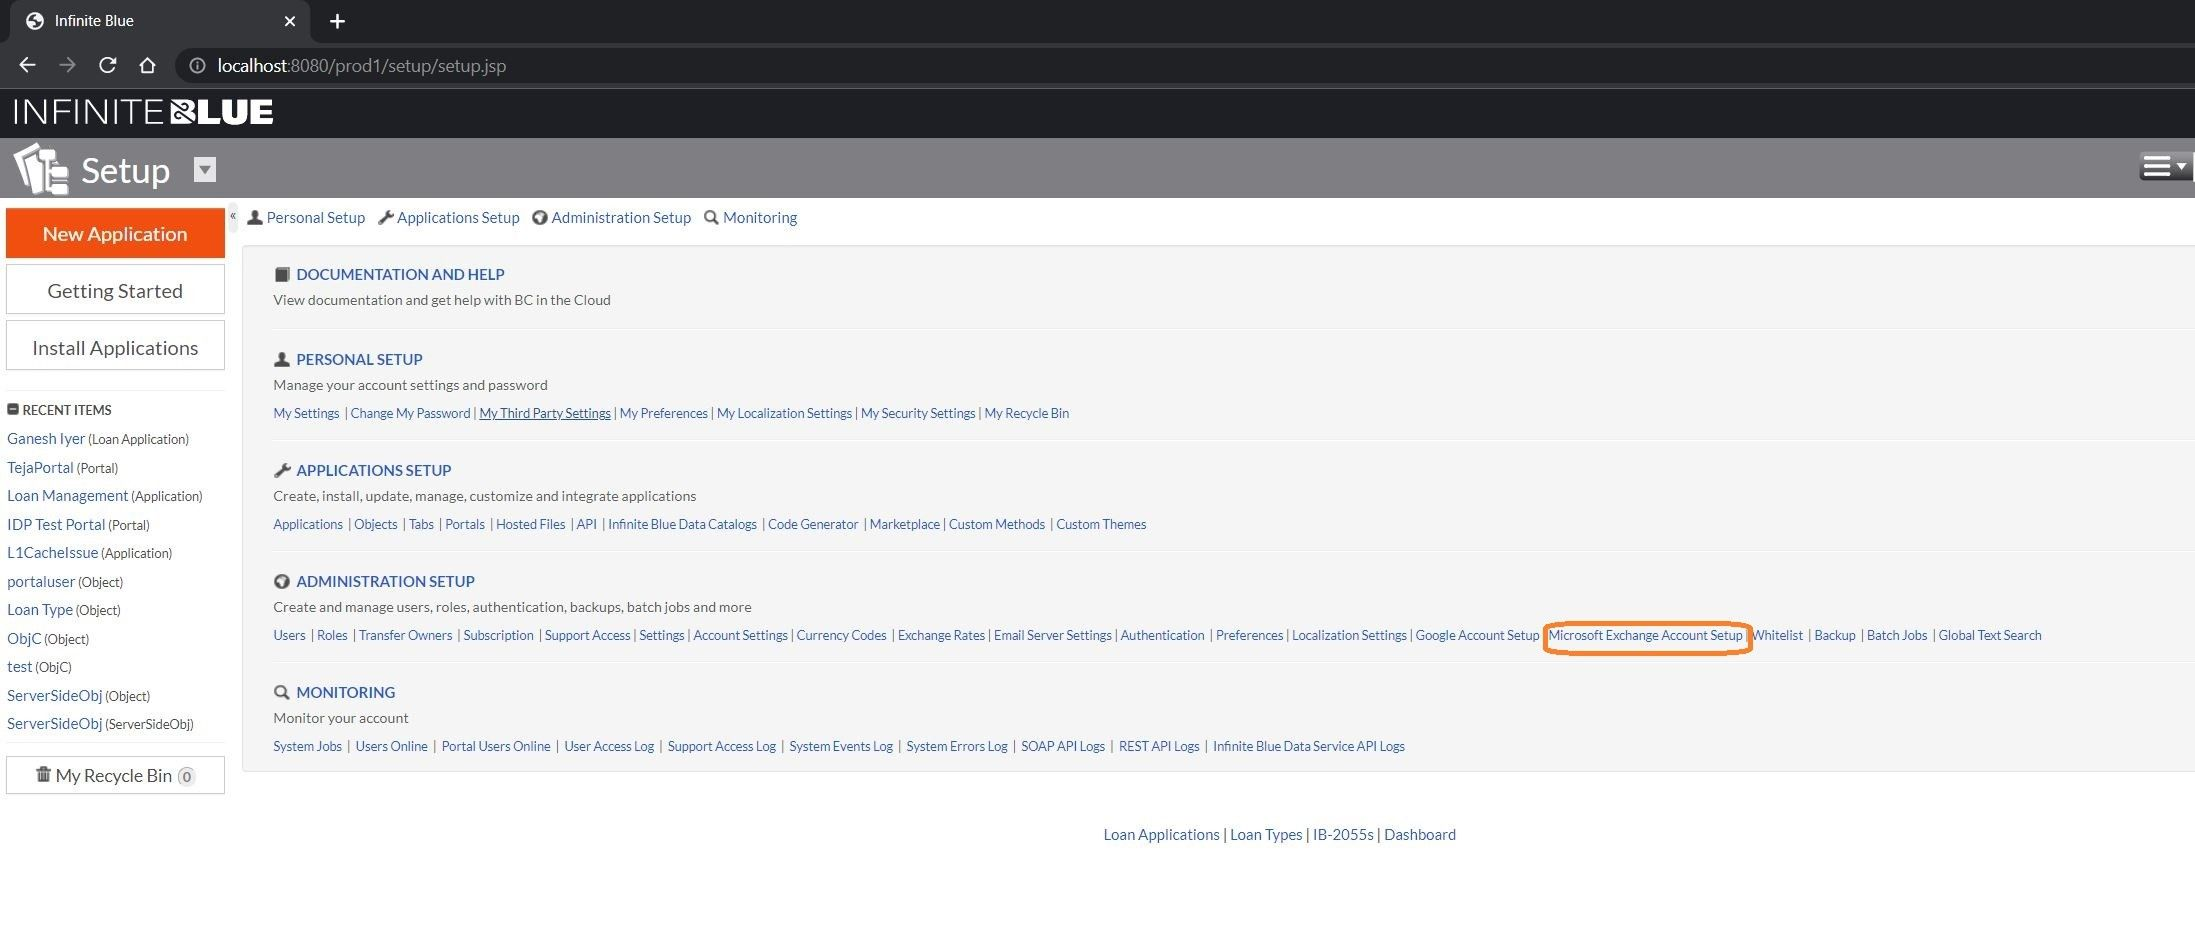 Infinite Blue
localhost:8080/prod1/setup/setup.jsp
INFINITE BLUE
Setup
New Application
Getting Started
Install Applications
RECENT ITEMS
Ganesh Iyer (Loan Application)
TejaPortal (Portal)
Loan Management (Application)
IDP Test Portal (Portal)
L1CacheIssue (Application)
portaluser (Object)
Loan Type (Object)
ObjC (Object)
test (ObjC)
ServerSideObj (Object)
ServerSideObj (ServerSideObj)
My Recycle Bin 0
« Personal Setup Applications Setup Administration Setup Monitoring
DOCUMENTATION AND HELP
View documentation and get help with BC in the Cloud
PERSONAL SETUP
Manage your account settings and password
My Settings | Change My Password | My Third Party Settings | My Preferences | My Localization Settings | My Security Settings | My Recycle Bin
APPLICATIONS SETUP
Create, install, update, manage, customize and integrate applications
Applications | Objects | Tabs | Portals | Hosted Files | API | Infinite Blue Data Catalogs | Code Generator | Marketplace | Custom Methods | Custom Themes
ADMINISTRATION SETUP
Create and manage users, roles, authentication, backups, batch jobs and more
Users | Roles | Transfer Owners | Subscription | Support Access | Settings | Account Settings | Currency Codes | Exchange Rates | Email Server Settings | Authentication | Preferences | Localization Settings | Google Account Setup | Microsoft Exchange Account Setup | Whitelist | Backup | Batch Jobs | Global Text Search
MONITORING
Monitor your account
System Jobs | Users Online | Portal Users Online | User Access Log | Support Access Log | System Events Log | System Errors Log | SOAP API Logs | REST API Logs | Infinite Blue Data Service API Logs
Loan Applications | Loan Types | IB-2055s | Dashboard